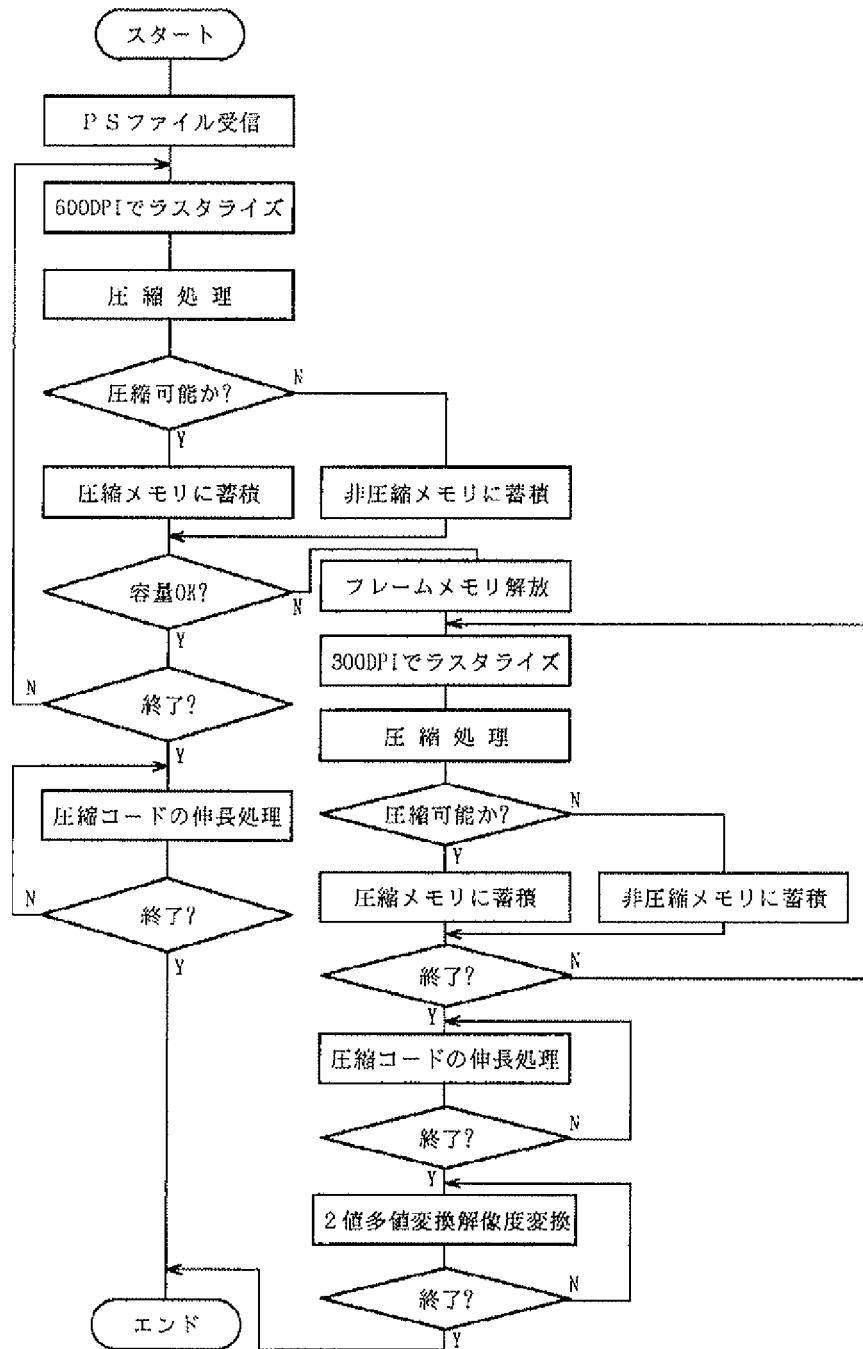 スタート
PSファイル受信
600DPIでラスタライズ
圧縮処理
圧縮可能か?
N
Y
圧縮メモリに蓄積
非圧縮メモリに蓄積
容量OK?
N
Y
フレームメモリ解放
300DPIでラスタライズ
終了?
N
Y
圧縮処理
圧縮コードの伸長処理
圧縮可能か?
N
Y
終了?
N
Y
圧縮メモリに蓄積
非圧縮メモリに蓄積
終了?
N
Y
圧縮コードの伸長処理
終了?
N
Y
2値多値変換解像度変換
終了?
N
Y
エンド